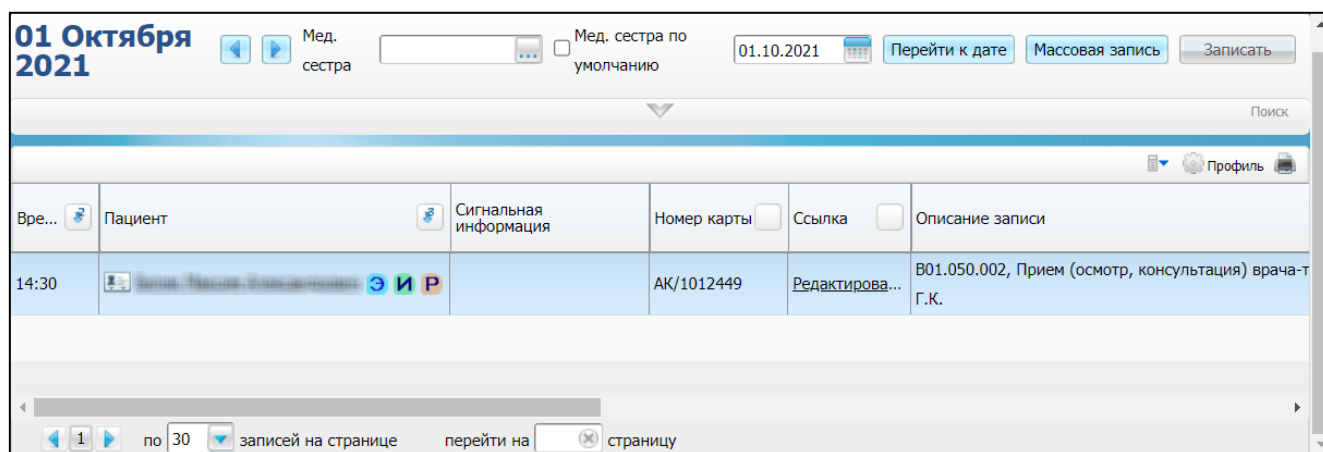 01 Октября
2021
Мед.
сестра
...
Мед. сестра по
умолчанию
01.10.2021
Перейти к дате
Массовая запись
Записать
Поиск
Профиль
Вре... Пациент Сигнальная
информация
Номер карты Ссылка Описание записи
14:30 Э И Р АК/1012449 Редактирова... B01.050.002, Прием (осмотр, консультация) врача-т
Г.К.
1 по 30 записей на странице перейти на страницу